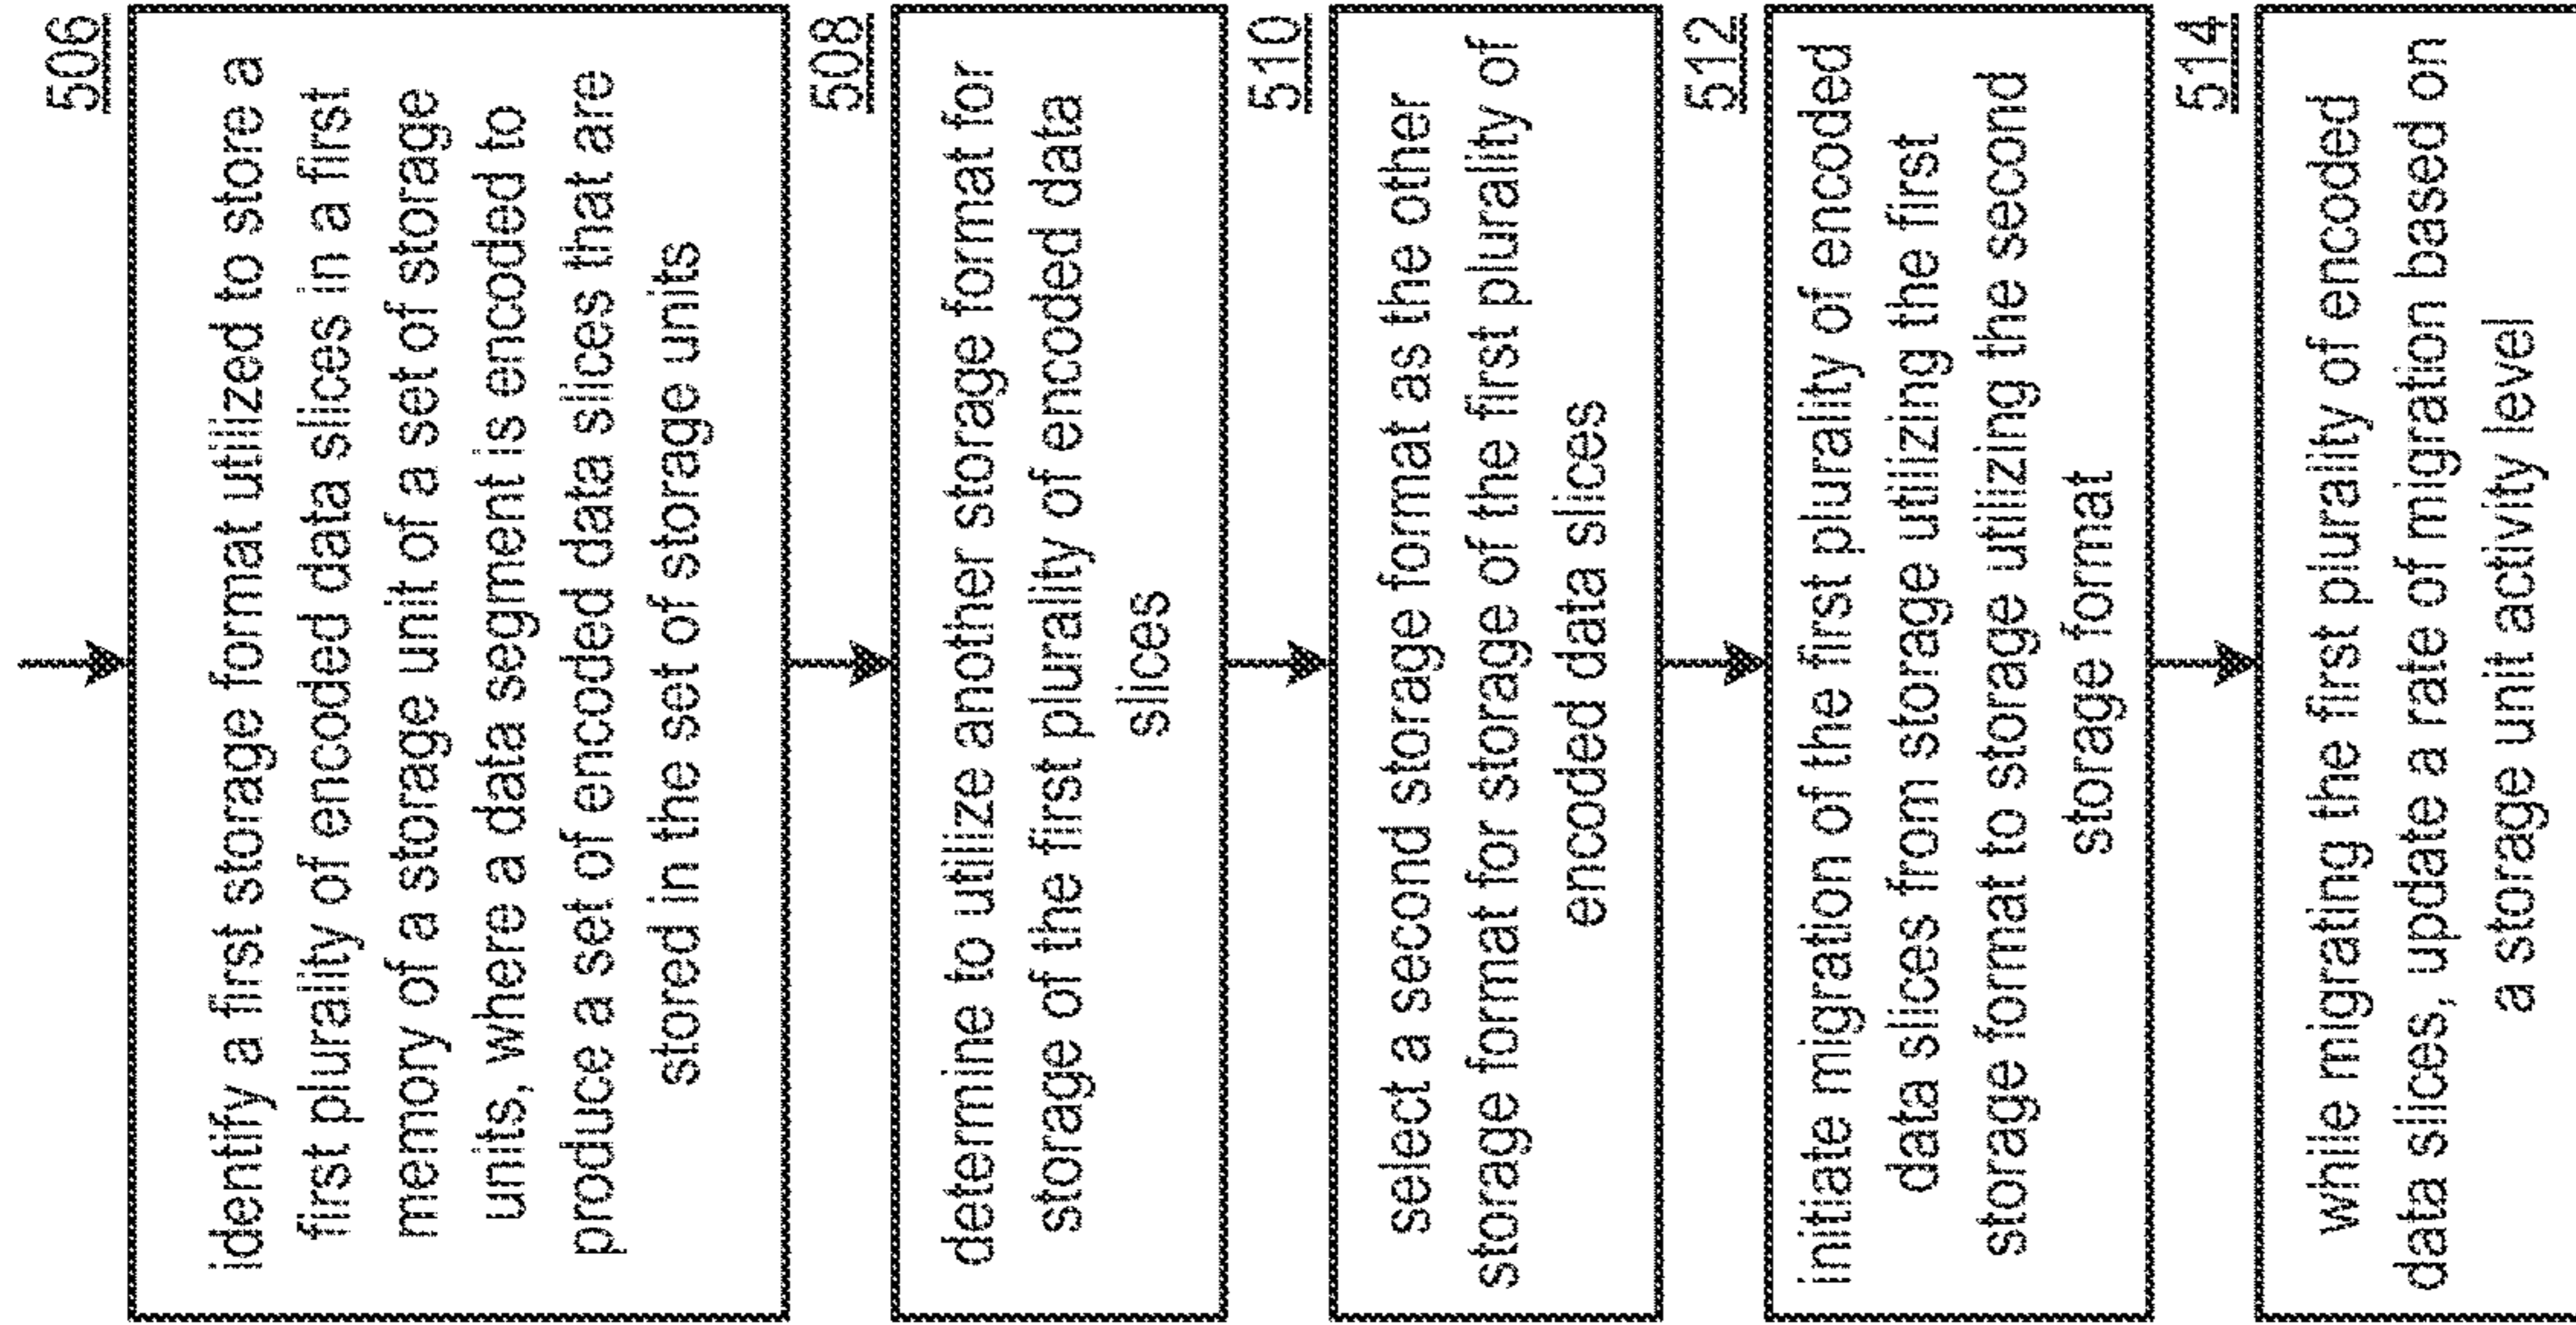 506
identify a first storage format utilized to store a
first plurality of encoded data slices in a first
memory of a storage unit of a set of storage
units, where a data segment is encoded to
produce a set of encoded data slices that are
stored in the set of storage units
508
determine to utilize another storage format for
storage of the first plurality of encoded data
slices
510
select a second storage format as the other
storage format for storage of the first plurality of
encoded data slices
512
initiate migration of the first plurality of encoded
data slices from storage utilizing the first
storage format to storage utilizing the second
storage format
514
while migrating the first plurality of encoded
data slices, update a rate of migration based on
a storage unit activity level